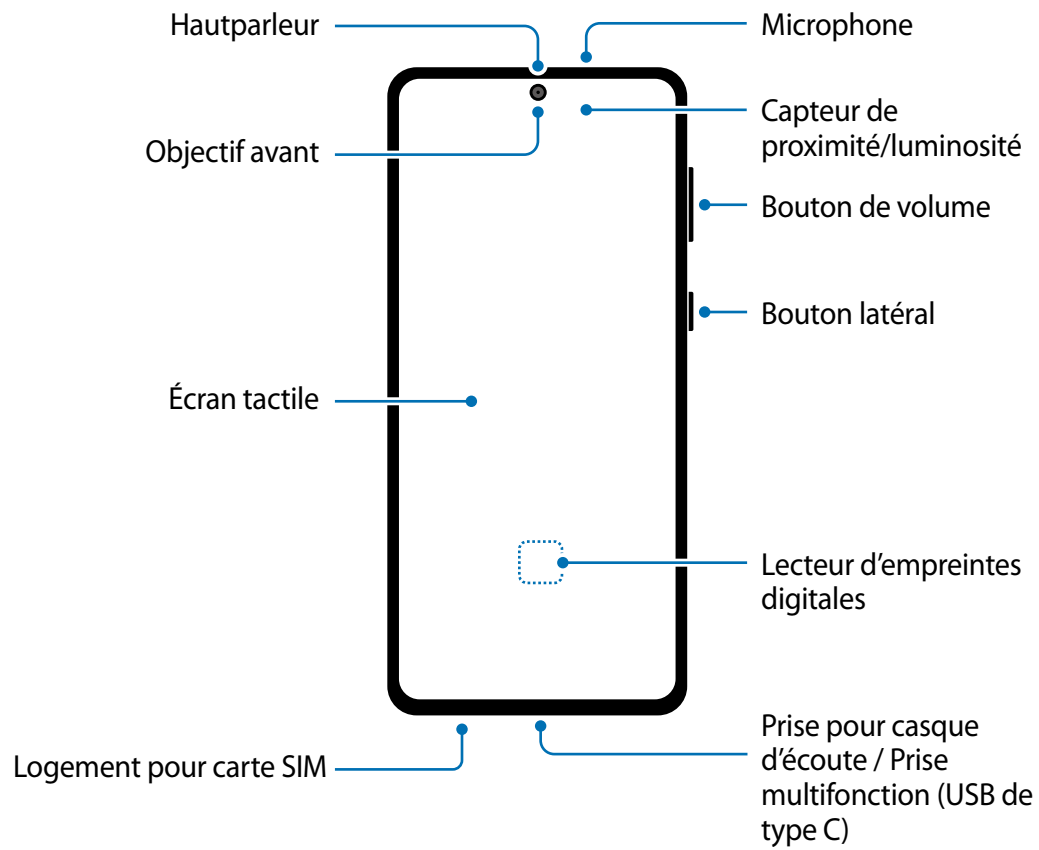 Hautparleur
Microphone
Objectif avant
Capteur de
proximité/luminosité
Bouton de volume
Bouton latéral
Écran tactile
Lecteur d’empreintes
digitales
Logement pour carte SIM
Prise pour casque
d’écoute / Prise
multifonction (USB de
type C)